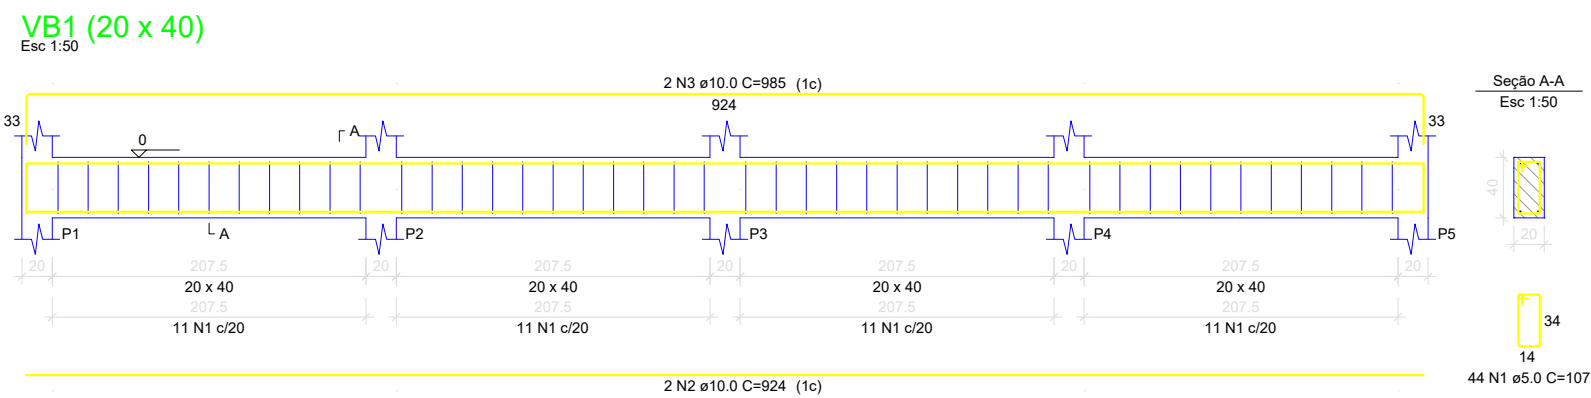 VB1 (20 x 40)
Esc 1:50
2 N3 ø10.0 C=985 (1c)
924
33
33
0
A
A
P1
P2
P3
P4
P5
20
207.5
20
207.5
20
207.5
20
207.5
20
20 x 40
20 x 40
20 x 40
20 x 40
207.5
207.5
207.5
207.5
11 N1 c/20
11 N1 c/20
11 N1 c/20
11 N1 c/20
2 N2 ø10.0 C=924 (1c)
Seção A-A
Esc 1:50
40
20
34
14
44 N1 ø5.0 C=107